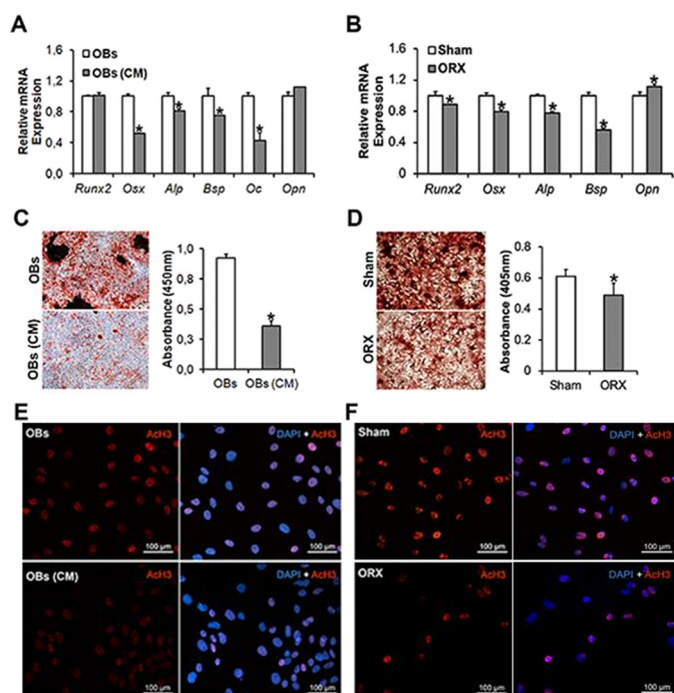 A
OBs
OBs (CM)
Relative mRNA
Expression
1,6
1,2
0,8
0,4
0,0
*
*
*
*
Runx2 Osx Alp Bsp Oc Opn
B
Sham
ORX
Relative mRNA
Expression
1.6
1.2
0.8
0.4
0
*
*
*
*
*
Runx2 Osx Alp Bsp Opn
C
OBs
OBs (CM)
Absorbance (450nm)
1,0
0,5
0,0
*
OBs OBs (CM)
D
Sham
ORX
Absorbance (405nm)
0.8
0.6
0.4
0.2
0
*
Sham ORX
E
OBs AcH3
DAPI + AcH3
100 µm
100 µm
OBs (CM) AcH3
DAPI + AcH3
100 µm
100 µm
F
Sham AcH3
DAPI + AcH3
100 µm
100 µm
ORX AcH3
DAPI + AcH3
100 µm
100 µm